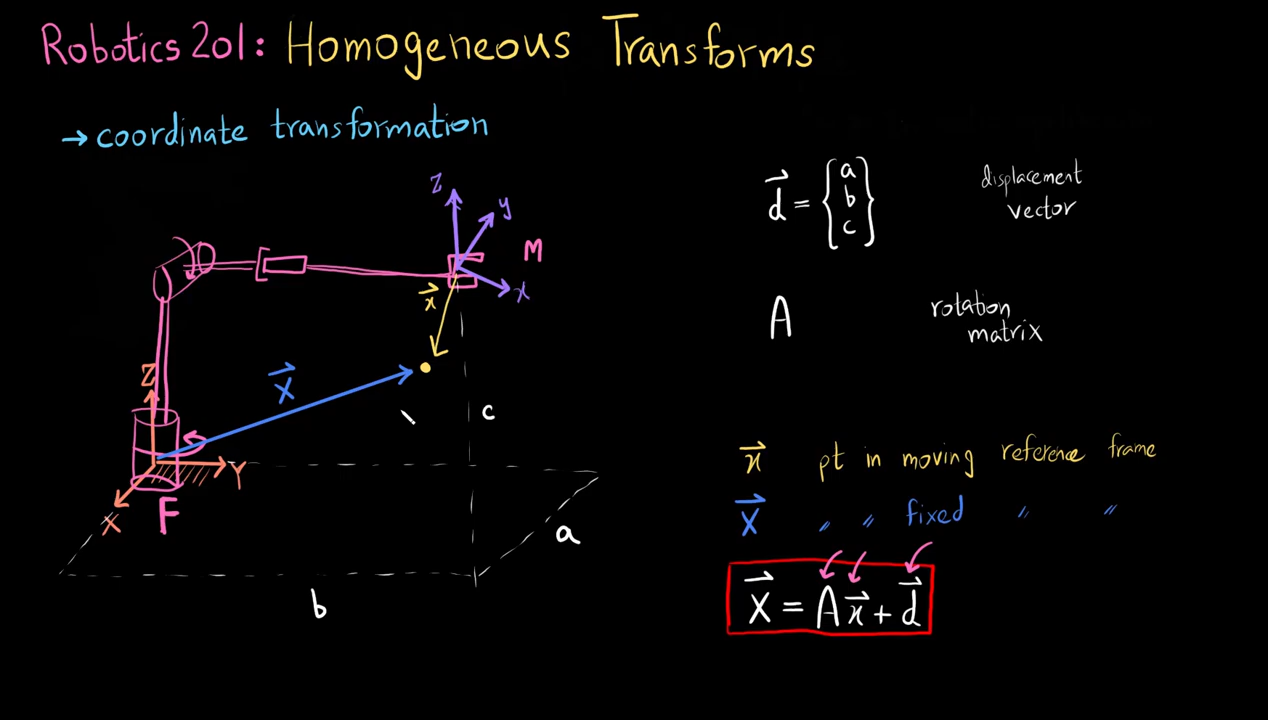 Robotics 201: Homogeneous Transforms
→ coordinate transformation
z
y
x
M
x⃗
Z
X⃗
c
Y
X
F
a
b
d⃗ = {a b c} displacement vector
A rotation matrix
x⃗ pt in moving reference frame
X⃗ " " fixed " "
X⃗ = Ax⃗ + d⃗